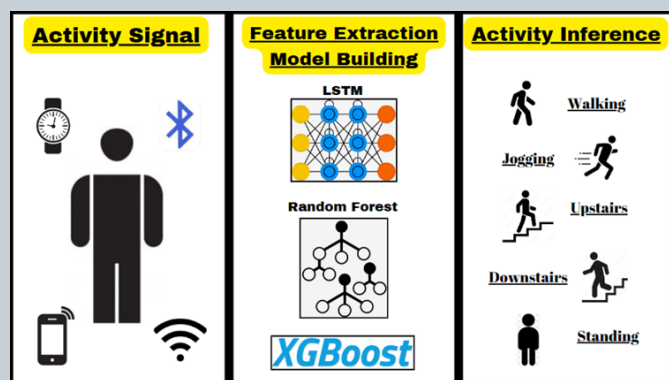 Activity Signal
Feature Extraction
Model Building
LSTM
Random Forest
XGBoost
Activity Inference
Walking
Jogging
Upstairs
Downstairs
Standing